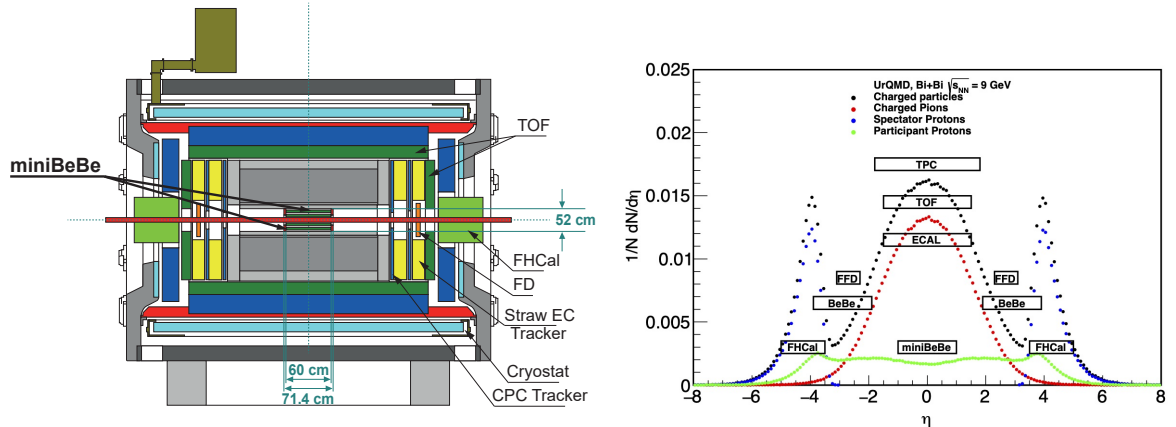 TOF
miniBeBe
52 cm
FHCal
FD
Straw EC
Tracker
Cryostat
CPC Tracker
60 cm
71.4 cm
1/N dN/dη
0.025
0.02
0.015
0.01
0.005
0
UrQMD, Bi+Bi √sNN = 9 GeV
Charged particles
Charged Pions
Spectator Protons
Participant Protons
TPC
TOF
ECAL
FFD
FFD
BeBe
BeBe
FHCal
miniBeBe
FHCal
−8
−6
−4
−2
0
2
4
6
8
η